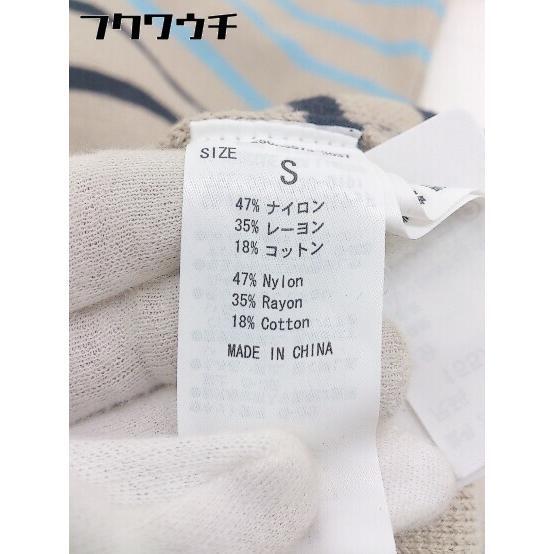 フクワウチ
SIZE
S
47% ナイロン
35% レーヨン
18% コットン
47% Nylon
35% Rayon
18% Cotton
MADE IN CHINA